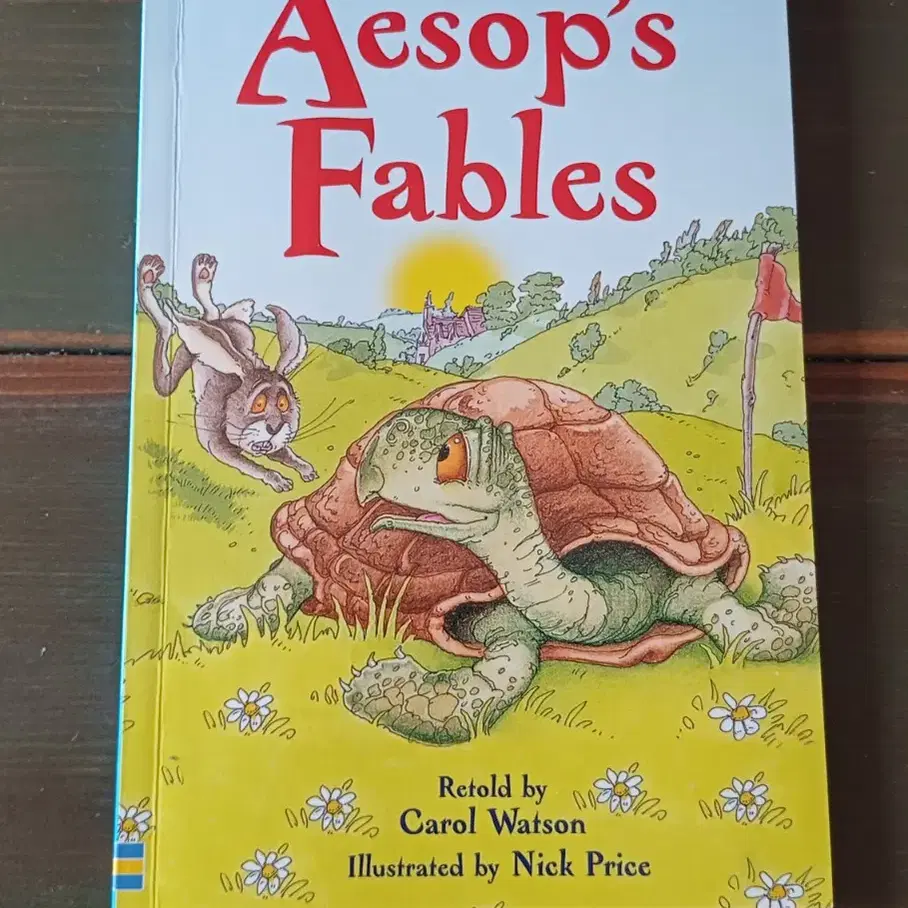 Aesop's
Fables
Retold by
Carol Watson
Illustrated by Nick Price